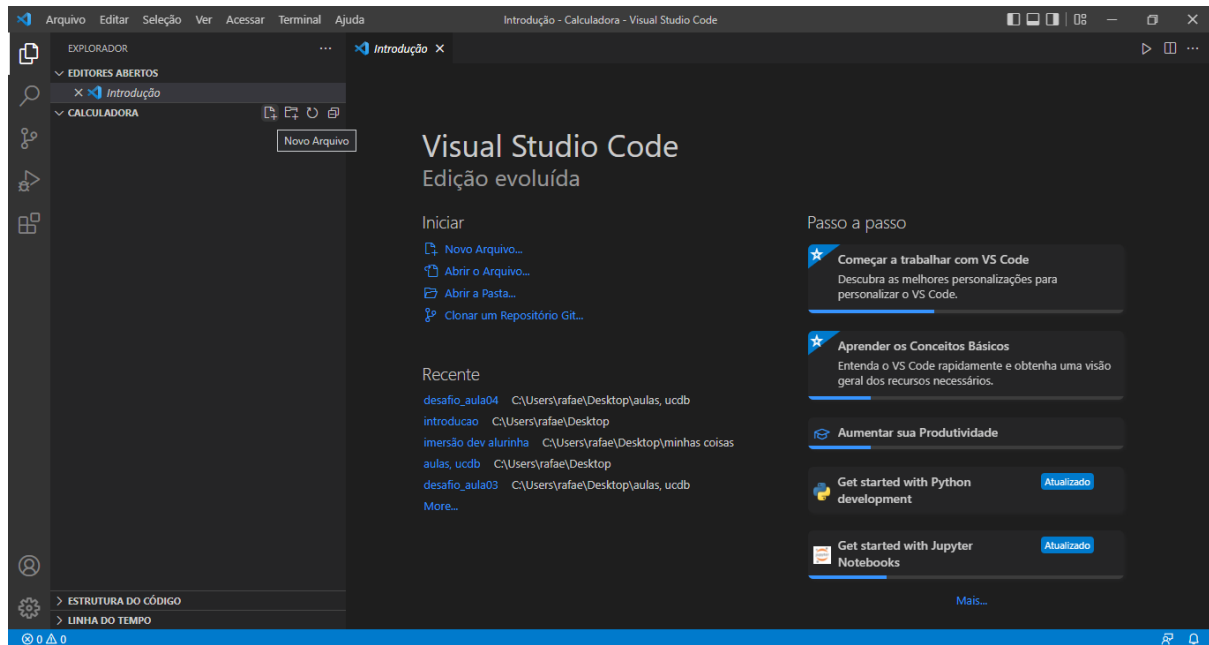 Arquivo Editar Seleção Ver Acessar Terminal Ajuda
Introdução - Calculadora - Visual Studio Code
EXPLORADOR
Introdução
EDITORES ABERTOS
Introdução
CALCULADORA
Novo Arquivo
Visual Studio Code
Edição evoluída
Iniciar
Novo Arquivo...
Abrir o Arquivo...
Abrir a Pasta...
Clonar um Repositório Git...
Recente
desafio_aula04 C:\Users\rafae\Desktop\aulas, ucdb
introducao C:\Users\rafae\Desktop
imersão dev alurinha C:\Users\rafae\Desktop\minhas coisas
aulas, ucdb C:\Users\rafae\Desktop
desafio_aula03 C:\Users\rafae\Desktop\aulas, ucdb
More...
Passo a passo
Começar a trabalhar com VS Code
Descubra as melhores personalizações para
personalizar o VS Code.
Aprender os Conceitos Básicos
Entenda o VS Code rapidamente e obtenha uma visão
geral dos recursos necessários.
Aumentar sua Produtividade
Get started with Python
development
Atualizado
Get started with Jupyter
Notebooks
Atualizado
Mais...
ESTRUTURA DO CÓDIGO
LINHA DO TEMPO
0 0